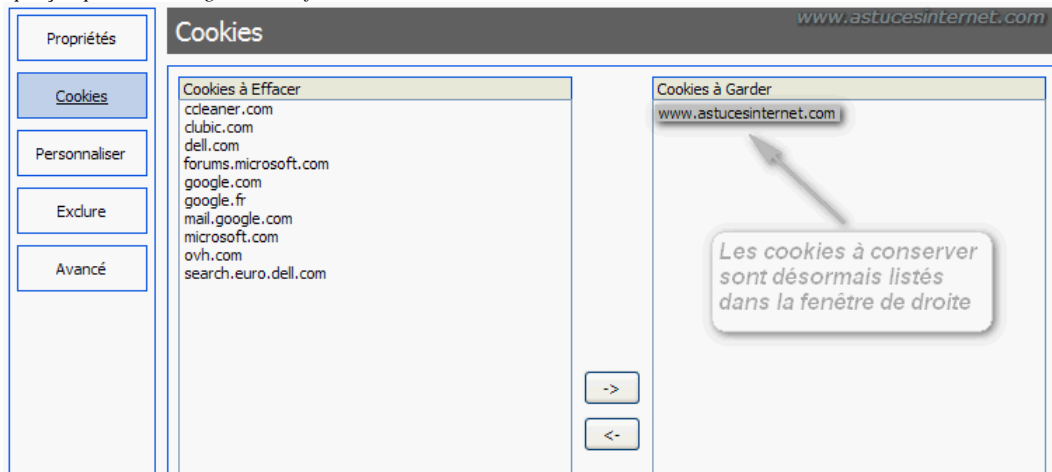 www.astucesinternet.com
Propriétés
Cookies
Personnaliser
Exclure
Avancé
Cookies
Cookies à Effacer
ccleaner.com
clubic.com
dell.com
forums.microsoft.com
google.com
google.fr
mail.google.com
microsoft.com
ovh.com
search.euro.dell.com
->
<-
Cookies à Garder
www.astucesinternet.com
Les cookies à conserver
sont désormais listés
dans la fenêtre de droite